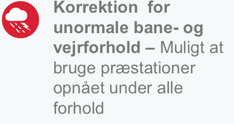 Korrektion for
unormale bane- og
vejrforhold – Muligt at
bruge præstationer
opnået under alle
forhold